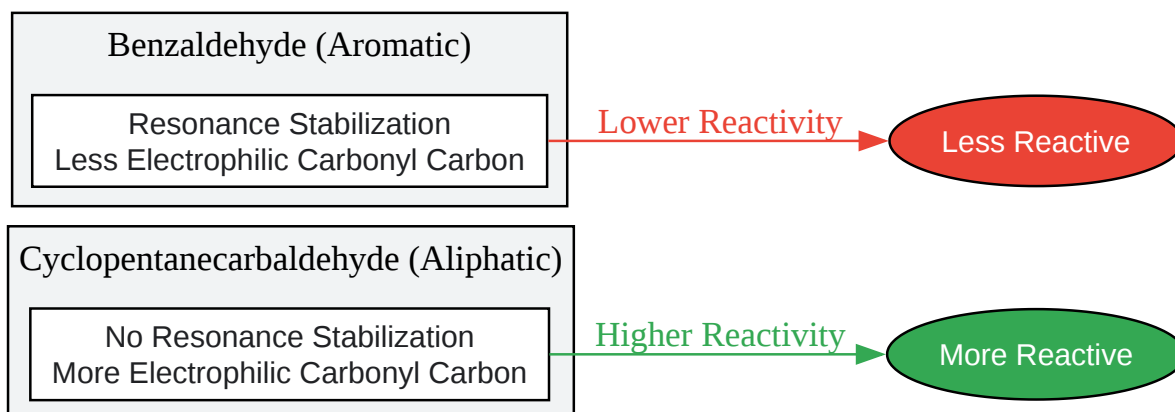 Benzaldehyde (Aromatic)
Resonance Stabilization
Less Electrophilic Carbonyl Carbon
Lower Reactivity
Less Reactive
Cyclopentanecarbaldehyde (Aliphatic)
No Resonance Stabilization
More Electrophilic Carbonyl Carbon
Higher Reactivity
More Reactive